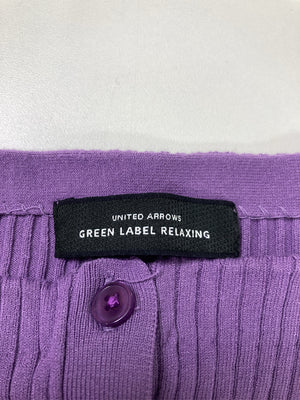 UNITED ARROWS
GREEN LABEL RELAXING